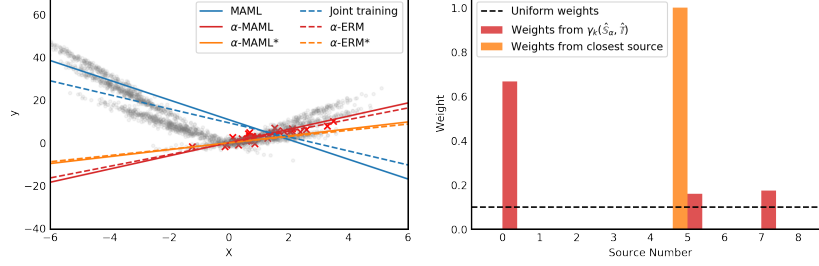 60
40
20
0
−20
−40
y
−6
−4
−2
0
2
4
6
X
MAML
α-MAML
α-MAML*
Joint training
α-ERM
α-ERM*
1.0
0.8
0.6
0.4
0.2
0.0
Weight
0
1
2
3
4
5
6
7
8
Source Number
Uniform weights
Weights from γₖ(𝕊̂_α, 𝕋̂)
Weights from closest source